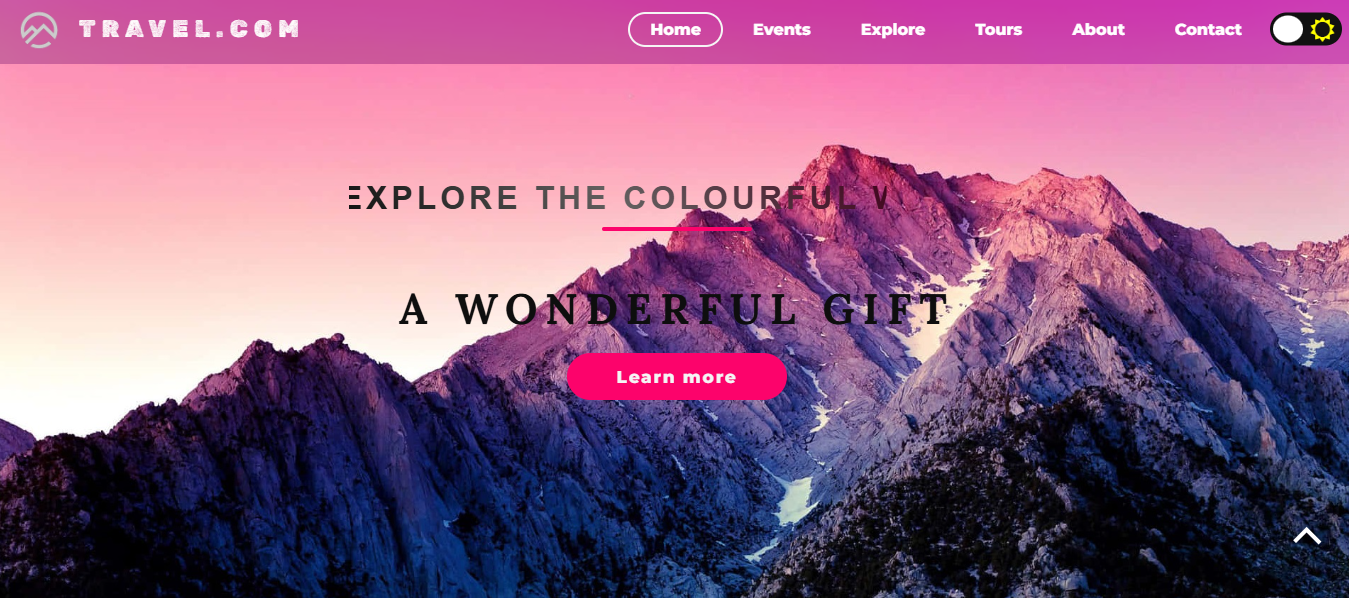 TRAVEL.COM
Home Events Explore Tours About Contact
EXPLORE THE COLOURFUL
A WONDERFUL GIFT
Learn more